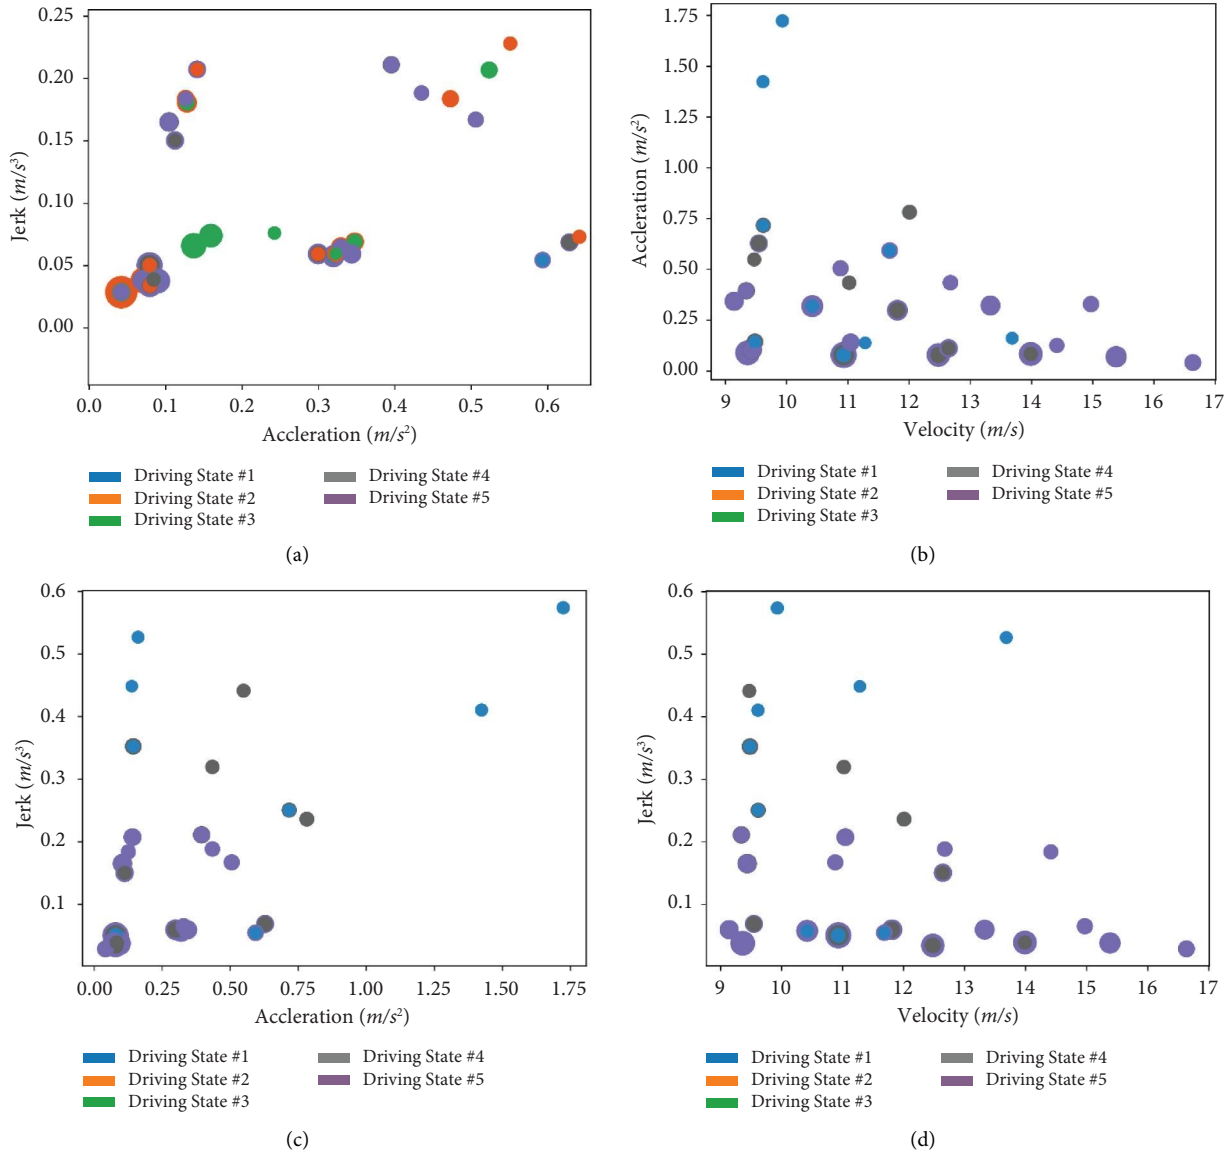 0.25
0.20
0.15
0.10
0.05
0.00
Jerk (m/s³)
0.0 0.1 0.2 0.3 0.4 0.5 0.6
Accleration (m/s²)
Driving State #1
Driving State #2
Driving State #3
Driving State #4
Driving State #5
(a)
1.75
1.50
1.25
1.00
0.75
0.50
0.25
0.00
Accleration (m/s²)
9 10 11 12 13 14 15 16 17
Velocity (m/s)
Driving State #1
Driving State #2
Driving State #3
Driving State #4
Driving State #5
(b)
0.6
0.5
0.4
0.3
0.2
0.1
Jerk (m/s³)
0.00 0.25 0.50 0.75 1.00 1.25 1.50 1.75
Accleration (m/s²)
Driving State #1
Driving State #2
Driving State #3
Driving State #4
Driving State #5
(c)
0.6
0.5
0.4
0.3
0.2
0.1
Jerk (m/s³)
9 10 11 12 13 14 15 16 17
Velocity (m/s)
Driving State #1
Driving State #2
Driving State #3
Driving State #4
Driving State #5
(d)